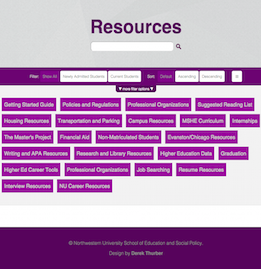 Resources
Filter: Show All Newly Admitted Students Current Students Sort: Default Ascending Descending
▼ more filter options ▼
Getting Started Guide Policies and Regulations Professional Organizations Suggested Reading List
Housing Resources Transportation and Parking Campus Resources MSHE Curriculum Internships
The Master's Project Financial Aid Non-Matriculated Students Evanston/Chicago Resources
Writing and APA Resources Research and Library Resources Higher Education Data Graduation
Higher Ed Career Tools Professional Organizations Job Searching Resume Resources
Interview Resources NU Career Resources
© Northwestern University School of Education and Social Policy.
Design by Derek Thurber